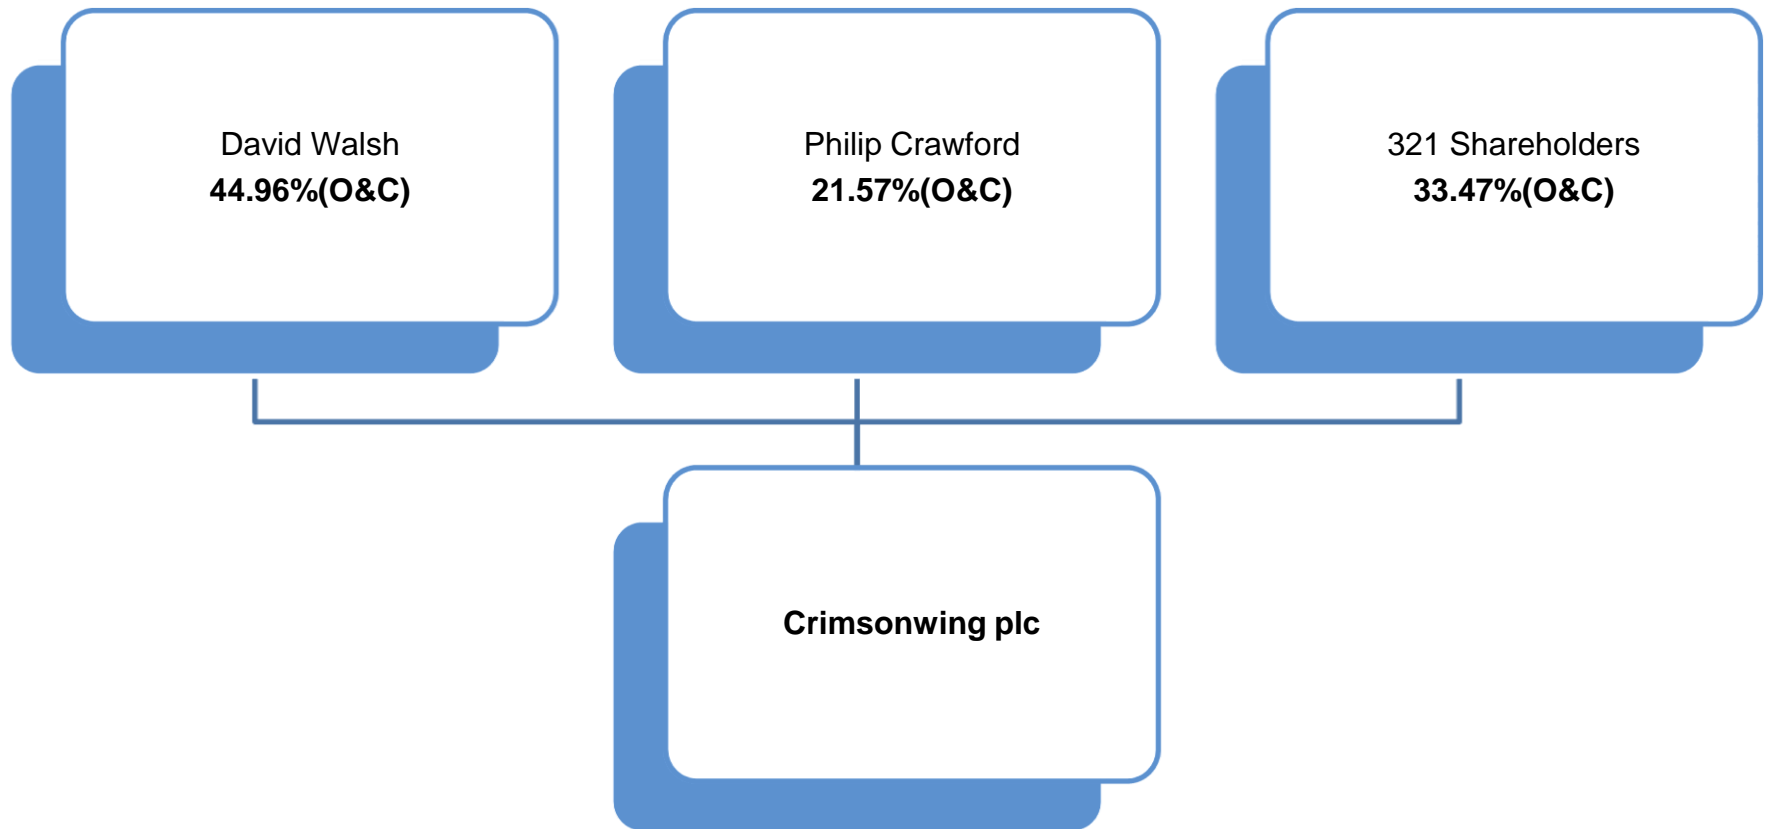 David Walsh
44.96%(O&C)
Philip Crawford
21.57%(O&C)
321 Shareholders
33.47%(O&C)
Crimsonwing plc